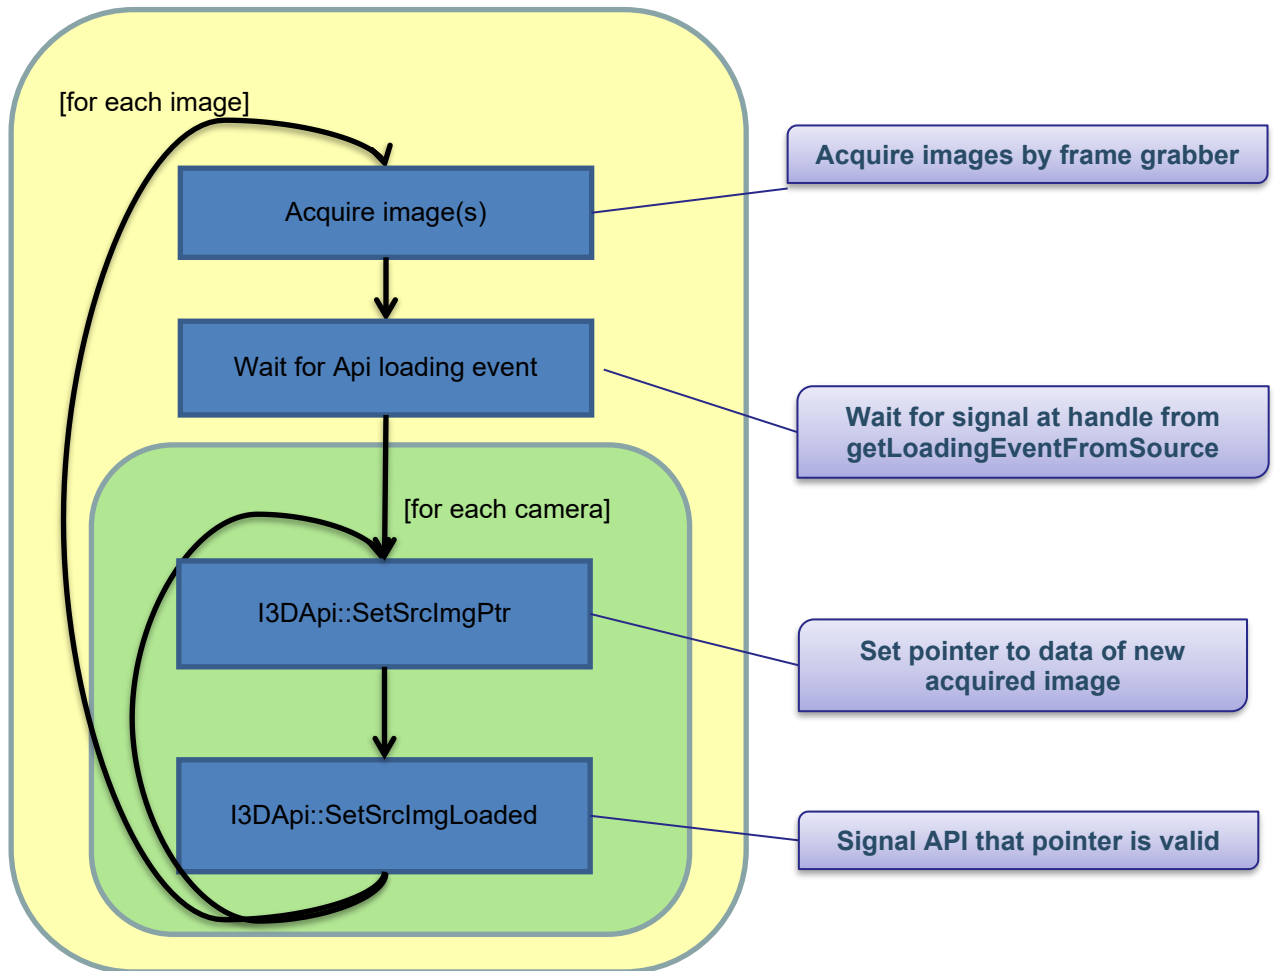 [for each image]
Acquire images by frame grabber
Acquire image(s)
Wait for Api loading event
Wait for signal at handle from
getLoadingEventFromSource
[for each camera]
I3DApi::SetSrcImgPtr
Set pointer to data of new
acquired image
I3DApi::SetSrcImgLoaded
Signal API that pointer is valid